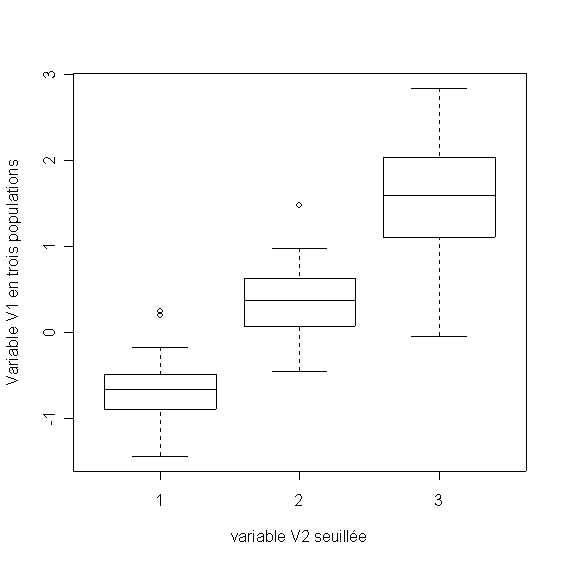 Variable V1 en trois populations
3
2
1
0
-1
1 2 3
variable V2 seuillée